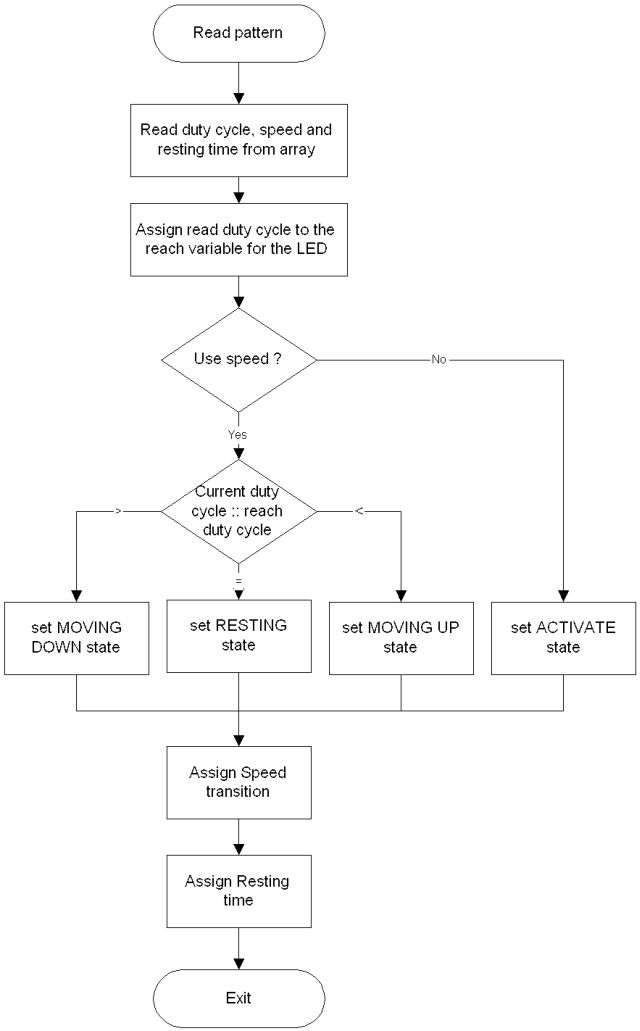 Read pattern
Read duty cycle, speed and
resting time from array
Assign read duty cycle to the
reach variable for the LED
Use speed ?
No
Yes
Current duty
cycle :: reach
duty cycle
>
<
=
set MOVING
DOWN state
set RESTING
state
set MOVING UP
state
set ACTIVATE
state
Assign Speed
transition
Assign Resting
time
Exit